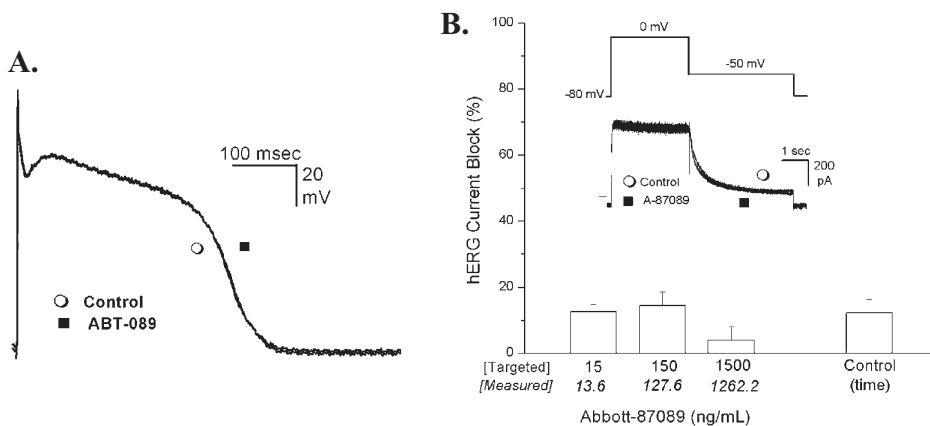 A.
100 msec
20
mV
Control
ABT-089
B.
hERG Current Block (%)
100
80
60
40
20
0
0 mV
-50 mV
-80 mV
1 sec
200
pA
Control
A-87089
[Targeted] 15 150 1500 Control
[Measured] 13.6 127.6 1262.2 (time)
Abbott-87089 (ng/mL)